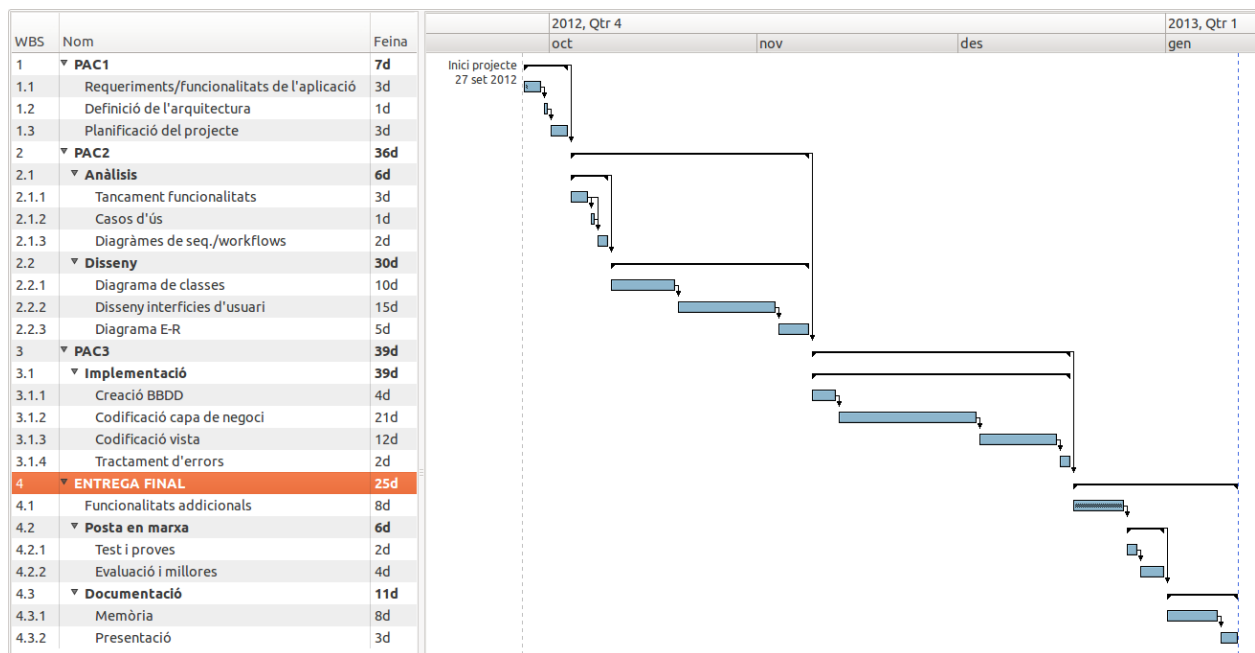 2012, Qtr 4 2013, Qtr 1
WBS Nom Feina oct nov des gen
1 PAC1 7d
Inici projecte
27 set 2012
1.1 Requeriments/funcionalitats de l'aplicació 3d
1.2 Definició de l'arquitectura 1d
1.3 Planificació del projecte 3d
2 PAC2 36d
2.1 Anàlisis 6d
2.1.1 Tancament funcionalitats 3d
2.1.2 Casos d'ús 1d
2.1.3 Diagràmes de seq./workflows 2d
2.2 Disseny 30d
2.2.1 Diagrama de classes 10d
2.2.2 Disseny interfícies d'usuari 15d
2.2.3 Diagrama E-R 5d
3 PAC3 39d
3.1 Implementació 39d
3.1.1 Creació BBDD 4d
3.1.2 Codificació capa de negoci 21d
3.1.3 Codificació vista 12d
3.1.4 Tractament d'errors 2d
4 ENTREGA FINAL 25d
4.1 Funcionalitats addicionals 8d
4.2 Posta en marxa 6d
4.2.1 Test i proves 2d
4.2.2 Evaluació i millores 4d
4.3 Documentació 11d
4.3.1 Memòria 8d
4.3.2 Presentació 3d